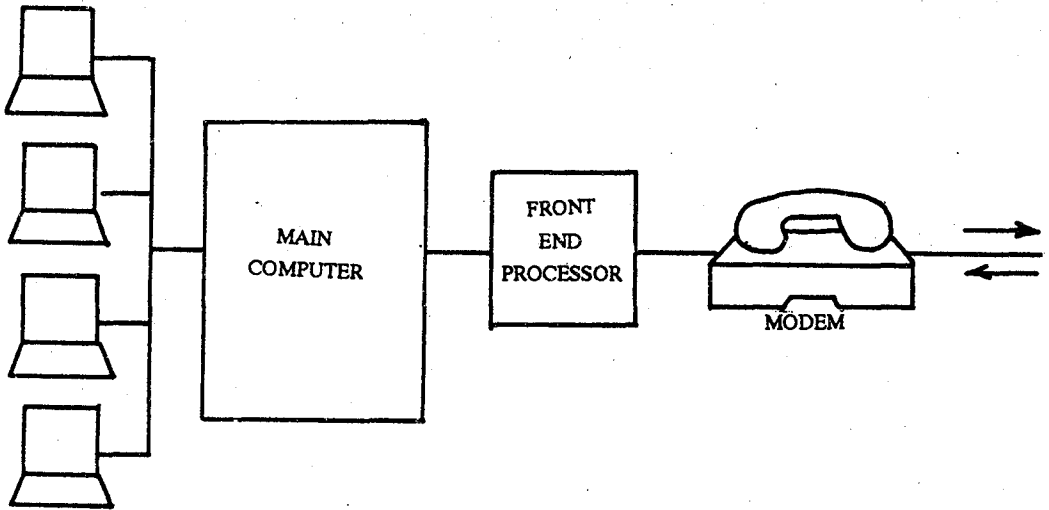 MAIN
COMPUTER
FRONT
END
PROCESSOR
MODEM